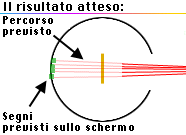 Il risultato atteso:
Percorso
previsto
Segni
previsti sullo schermo